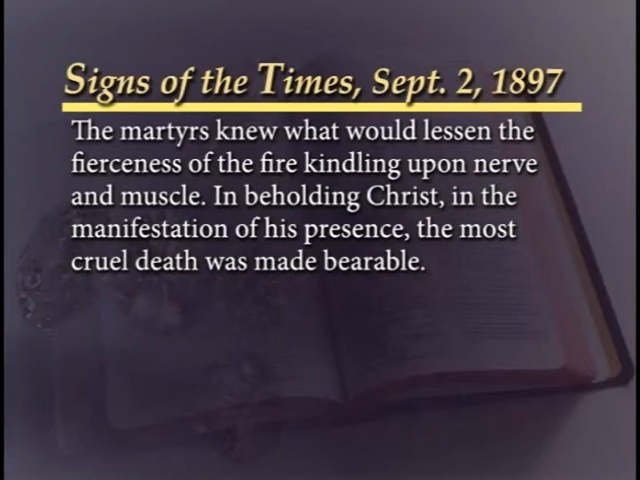 Signs of the Times, Sept. 2, 1897
The martyrs knew what would lessen the
fierceness of the fire kindling upon nerve
and muscle. In beholding Christ, in the
manifestation of his presence, the most
cruel death was made bearable.